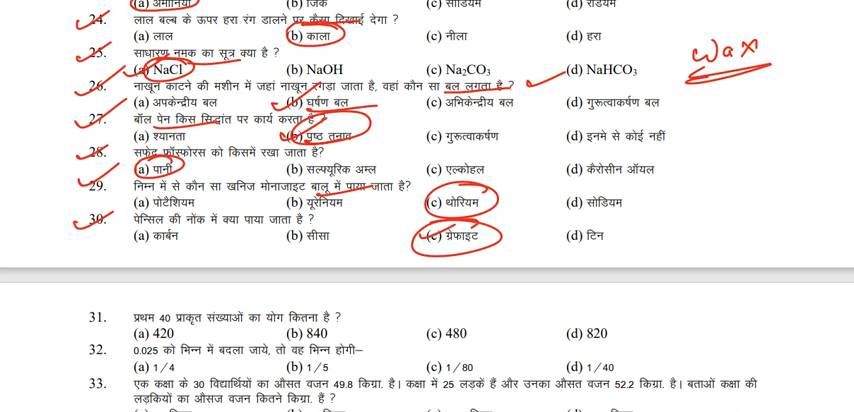 (a) अमोनिया (b) जिंक (c) सोडियम (d) रेडियम
24. लाल बल्ब के ऊपर हरा रंग डालने पर कैसा दिखाई देगा ?
(a) लाल (b) काला (c) नीला (d) हरा
25. साधारण नमक का सूत्र क्या है ?
(a) NaCl (b) NaOH (c) Na₂CO₃ (d) NaHCO₃
wax
26. नाखून काटने की मशीन में जहां नाखून रगड़ा जाता है, वहां कौन सा बल लगता है ?
(a) अपकेन्द्रीय बल (b) घर्षण बल (c) अभिकेन्द्रीय बल (d) गुरूत्वाकर्षण बल
27. बॉल पेन किस सिद्धांत पर कार्य करता है ?
(a) श्यानता (b) पृष्ठ तनाव (c) गुरूत्वाकर्षण (d) इनमे से कोई नहीं
28. सफेद फॉस्फोरस को किसमें रखा जाता है?
(a) पानी (b) सल्फ्यूरिक अम्ल (c) एल्कोहल (d) कैरोसीन ऑयल
29. निम्न में से कौन सा खनिज मोनाजाइट बालू में पाया जाता है?
(a) पोटैशियम (b) यूरेनियम (c) थोरियम (d) सोडियम
30. पेन्सिल की नोंक में क्या पाया जाता है ?
(a) कार्बन (b) सीसा (c) ग्रेफाइट (d) टिन
31. प्रथम 40 प्राकृत संख्याओं का योग कितना है ?
(a) 420 (b) 840 (c) 480 (d) 820
32. 0.025 को भिन्न में बदला जाये, तो वह भिन्न होगी–
(a) 1/4 (b) 1/5 (c) 1/80 (d) 1/40
33. एक कक्षा के 30 विद्यार्थियों का औसत वजन 49.8 किग्रा. है। कक्षा में 25 लड़कें हैं और उनका औसत वजन 52.2 किग्रा. है। बताओं कक्षा की
लड़कियों का औसज वजन कितने किग्रा. हैं ?